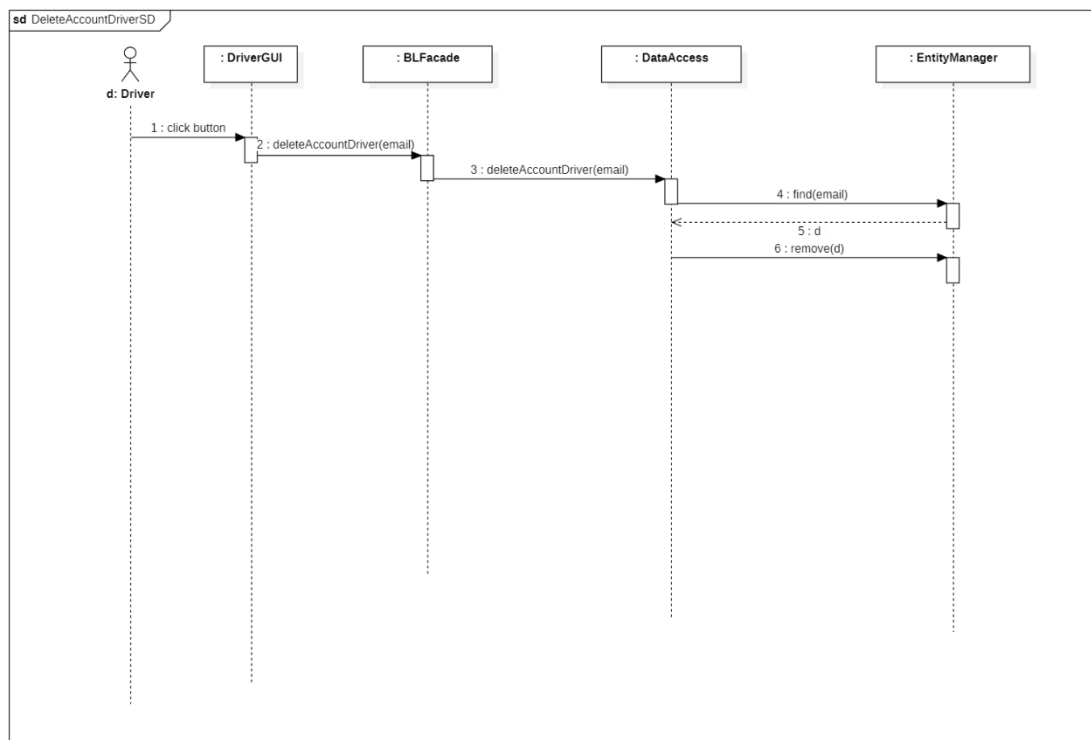 sd DeleteAccountDriverSD
: DriverGUI
: BLFacade
: DataAccess
: EntityManager
d: Driver
1 : click button
2 : deleteAccountDriver(email)
3 : deleteAccountDriver(email)
4 : find(email)
5 : d
6 : remove(d)